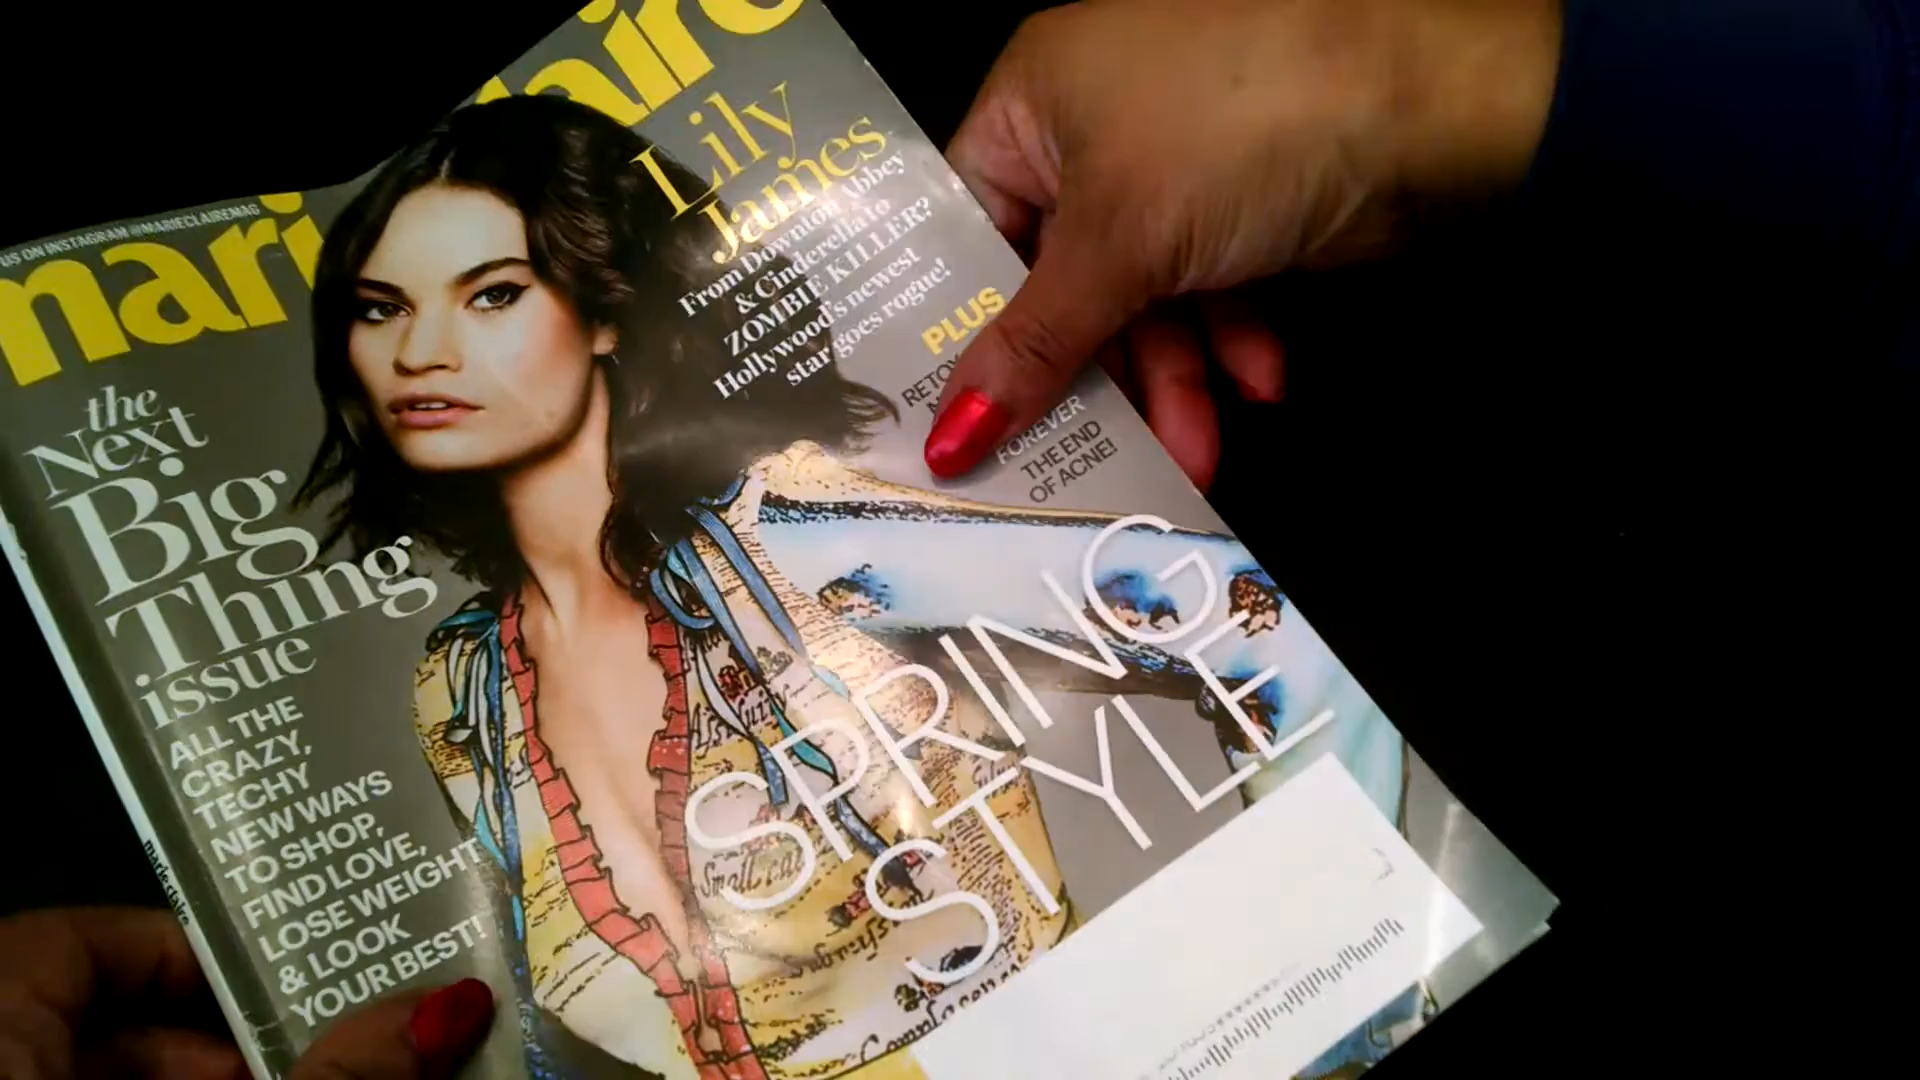 US ON INSTAGRAM @MARIECLAIREMAG
mari aire
Lily
James
From Downton Abbey
& Cinderella to
ZOMBIE KILLER?
Hollywood's newest
star goes rogue!
PLUS
FOREVER
THE END
OF ACNE!
the
Next
Big
Thing
issue
ALL THE
CRAZY,
TECHY
NEW WAYS
TO SHOP,
FIND LOVE,
LOSE WEIGHT
& LOOK
YOUR BEST!
SPRING
STYLE
marie claire